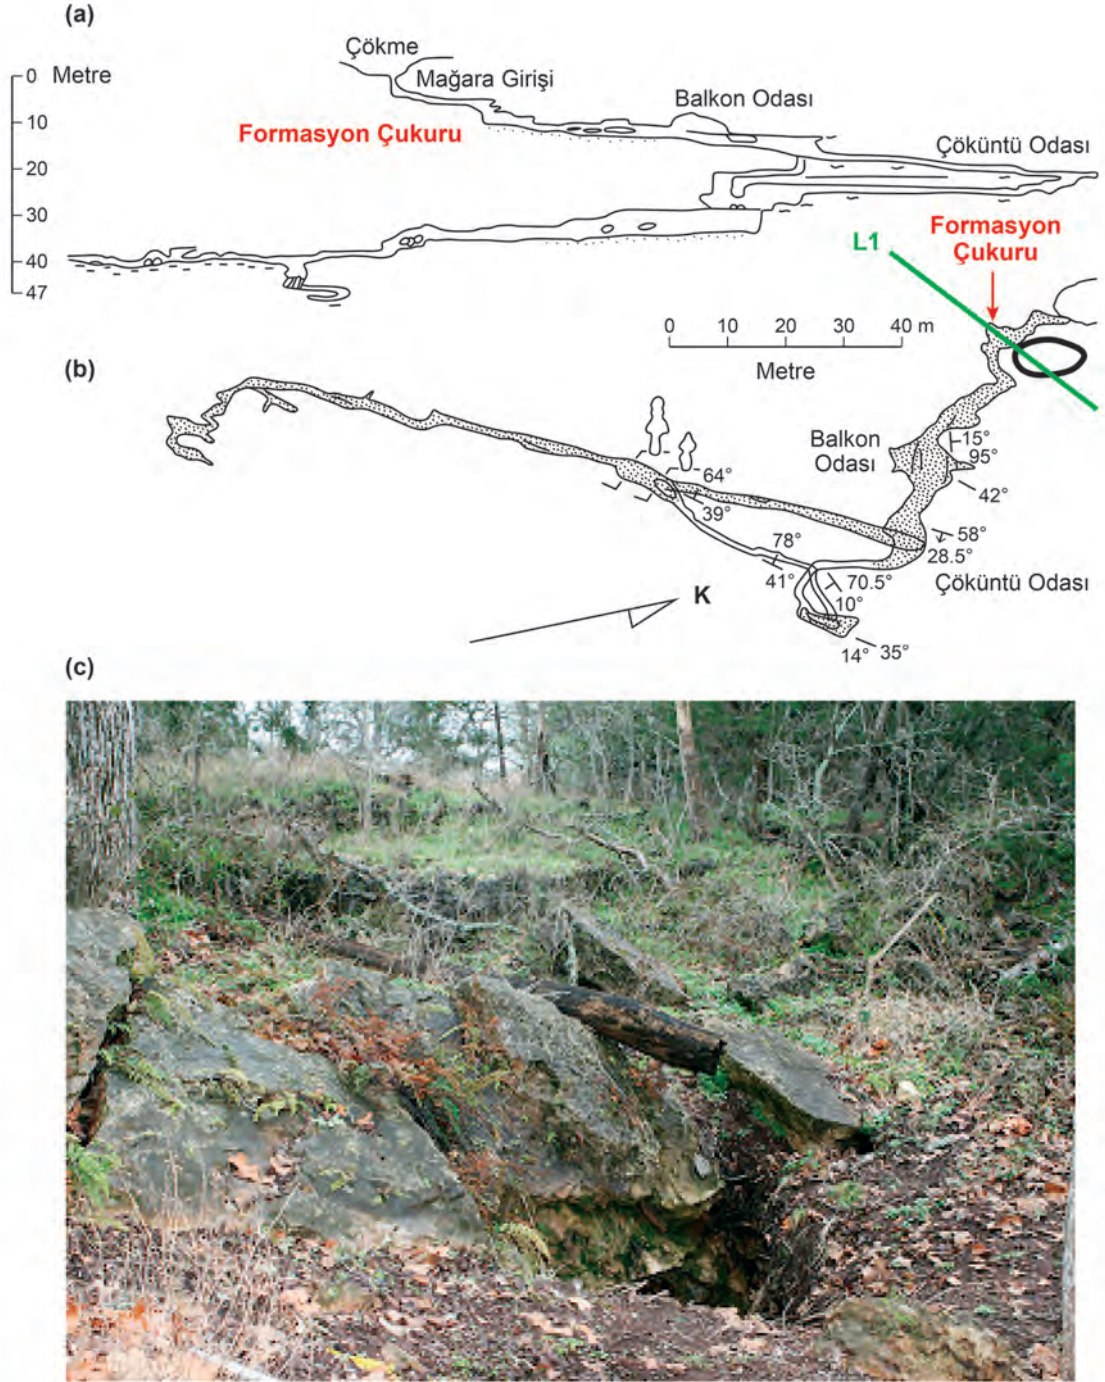 (a)
Çökme
0 Metre
Mağara Girişi
Balkon Odası
10
Formasyon Çukuru
Çöküntü Odası
20
30
Formasyon
Çukuru
L1
40
47
0 10 20 30 40 m
Metre
(b)
Balkon
Odası
15°
95°
64°
42°
39°
58°
78°
28.5°
41°
70.5°
Çöküntü Odası
10°
K
14°
35°
(c)